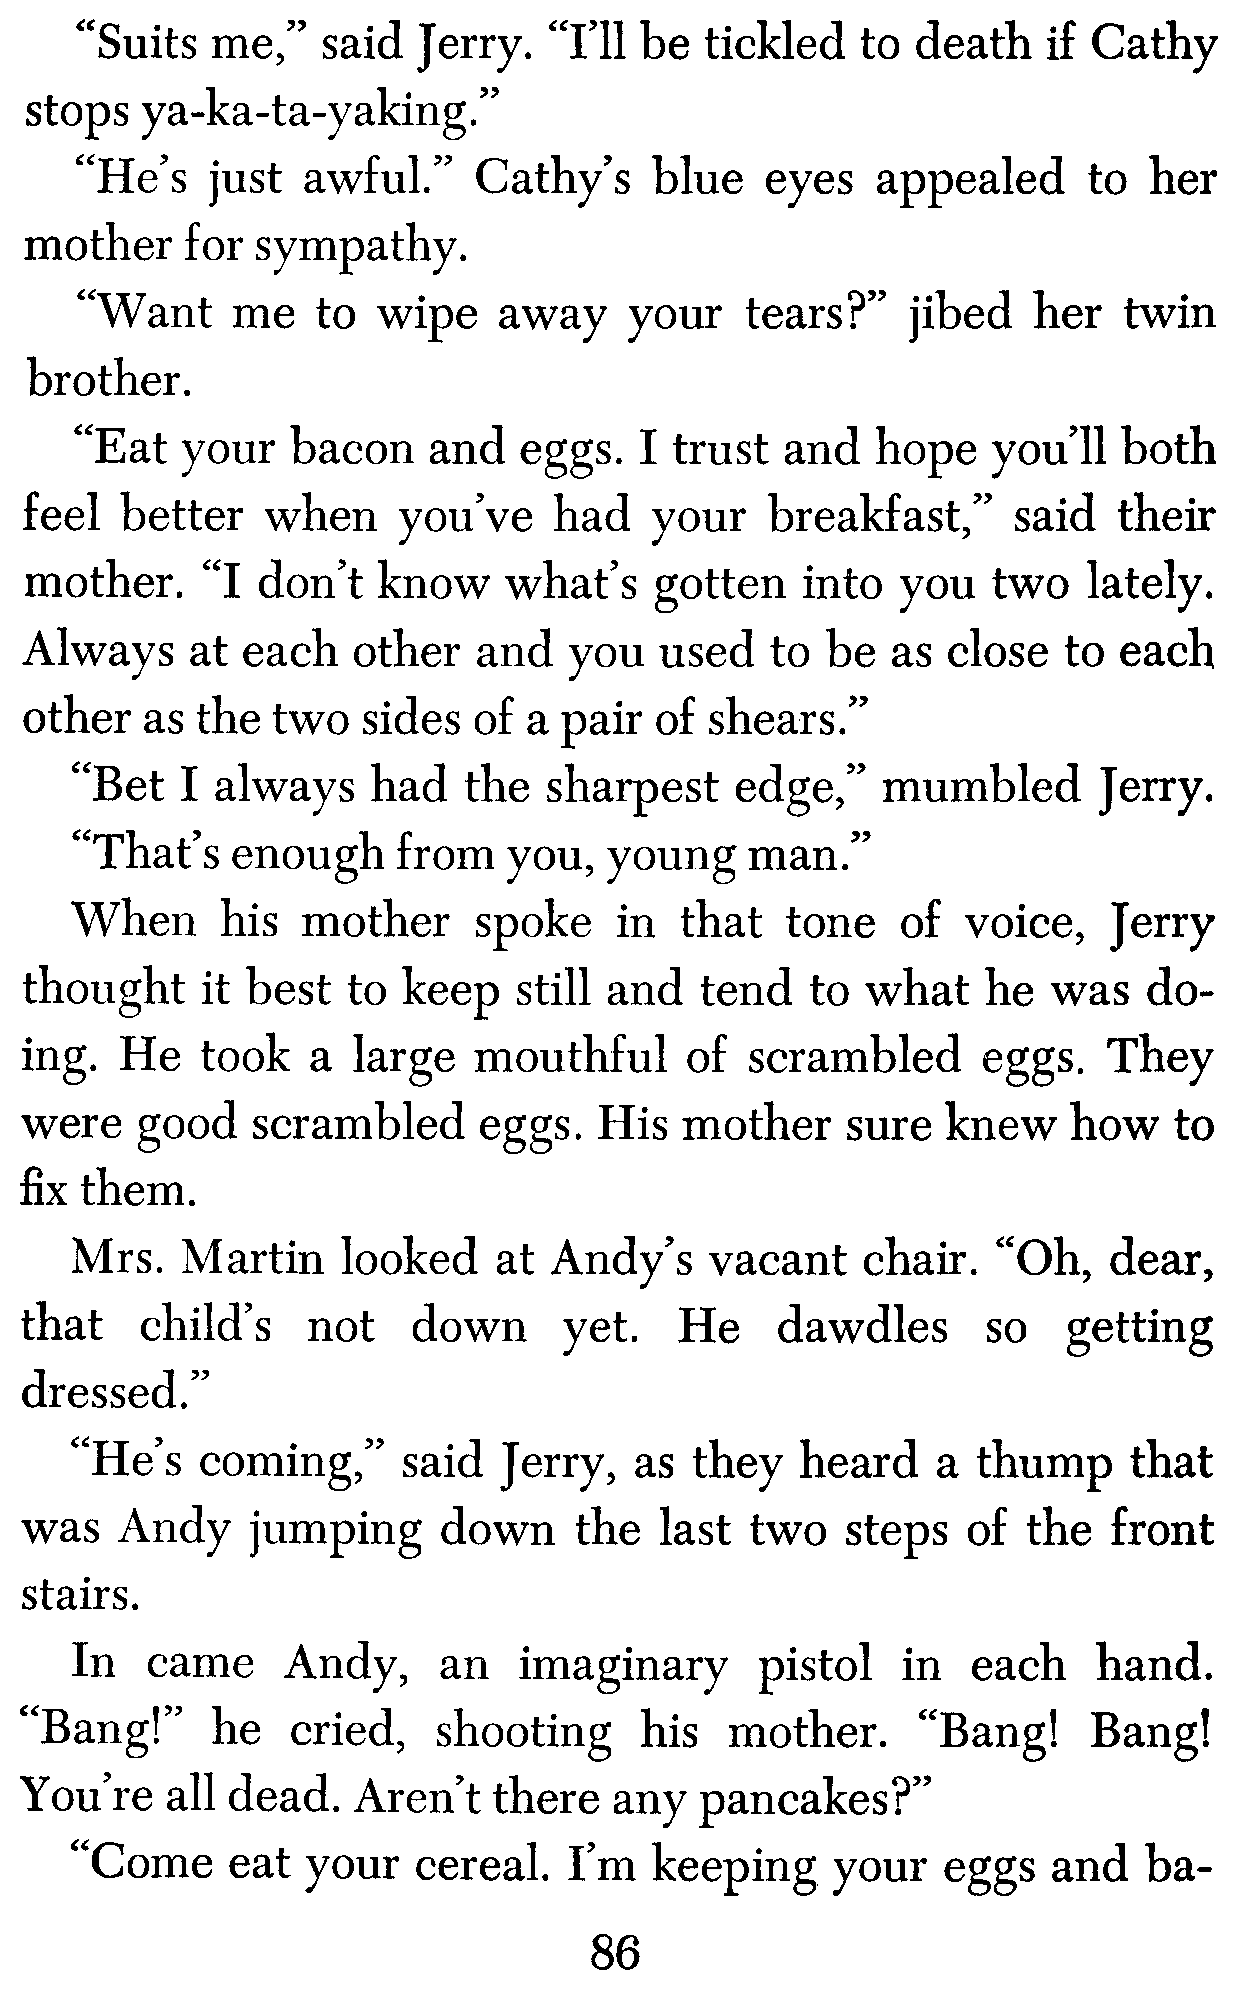 “Suits me,” said Jerry. “I’ll be tickled to death if Cathy
stops ya-ka-ta-yaking.”
“He’s just awful.” Cathy’s blue eyes appealed to her
mother for sympathy.
“Want me to wipe away your tears?” jibed her twin
brother.
“Eat your bacon and eggs. I trust and hope you’ll both
feel better when you’ve had your breakfast,” said their
mother. “I don’t know what’s gotten into you two lately.
Always at each other and you used to be as close to each
other as the two sides of a pair of shears.”
“Bet I always had the sharpest edge,” mumbled Jerry.
“That’s enough from you, young man.”
When his mother spoke in that tone of voice, Jerry
thought it best to keep still and tend to what he was do-
ing. He took a large mouthful of scrambled eggs. They
were good scrambled eggs. His mother sure knew how to
fix them.
Mrs. Martin looked at Andy’s vacant chair. “Oh, dear,
that child’s not down yet. He dawdles so getting
dressed.”
“He’s coming,” said Jerry, as they heard a thump that
was Andy jumping down the last two steps of the front
stairs.
In came Andy, an imaginary pistol in each hand.
“Bang!” he cried, shooting his mother. “Bang! Bang!
You’re all dead. Aren’t there any pancakes?”
“Come eat your cereal. I’m keeping your eggs and ba-
86